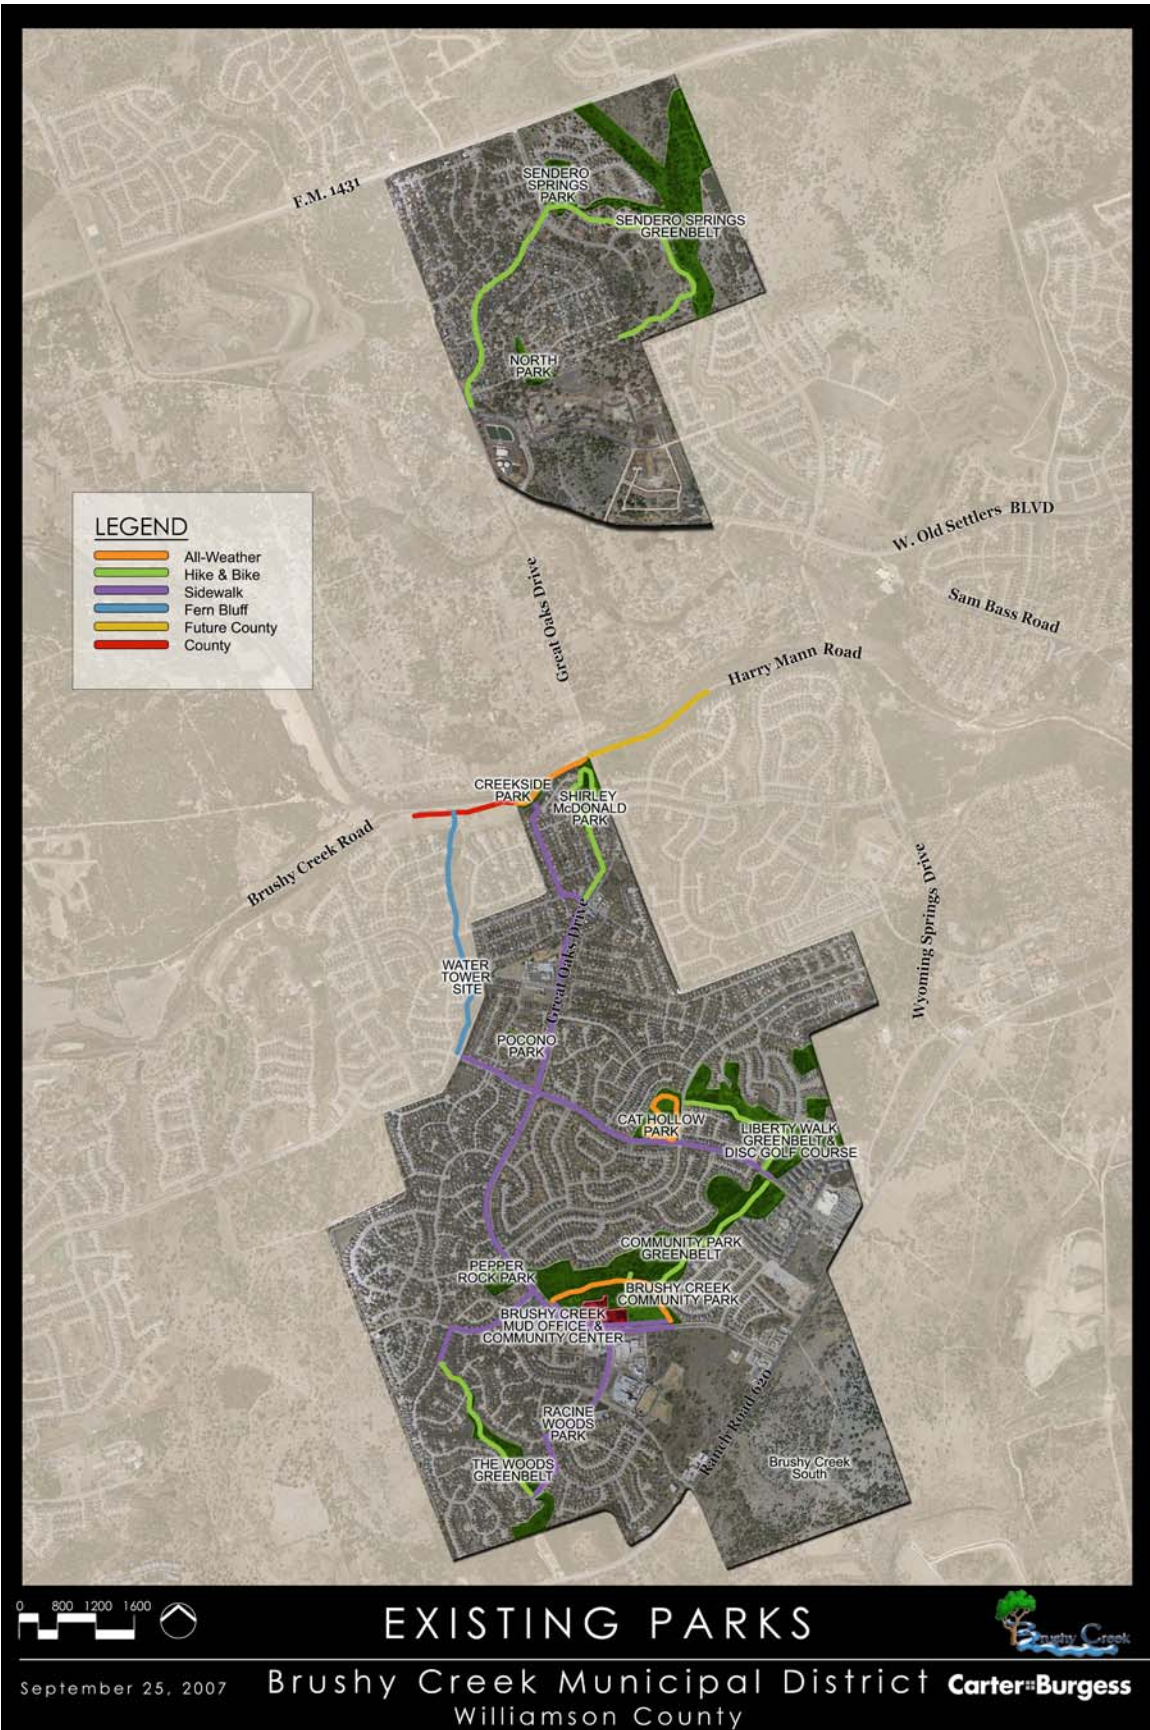 F.M. 1431
SENDERO
SPRINGS
PARK
SENDERO SPRINGS
GREENBELT
NORTH
PARK
LEGEND
All-Weather
Hike & Bike
Sidewalk
Fern Bluff
Future County
County
W. Old Settlers BLVD
Sam Bass Road
Great Oaks Drive
Harry Mann Road
CREEKSIDE
PARK
SHIRLEY
McDONALD
PARK
Brushy Creek Road
Wyoming Springs Drive
Great Oaks Drive
WATER
TOWER
SITE
POCONO
PARK
CAT HOLLOW
PARK
LIBERTY WALK
GREENBELT &
DISC GOLF COURSE
COMMUNITY PARK
GREENBELT
PEPPER
ROCK PARK
BRUSHY CREEK
COMMUNITY PARK
BRUSHY CREEK
MUD OFFICE &
COMMUNITY CENTER
RACINE
WOODS
PARK
Ranch Road 620
THE WOODS
GREENBELT
Brushy Creek
South
0 800 1200 1600
EXISTING PARKS
Brushy Creek
September 25, 2007
Brushy Creek Municipal District
Carter::Burgess
Williamson County